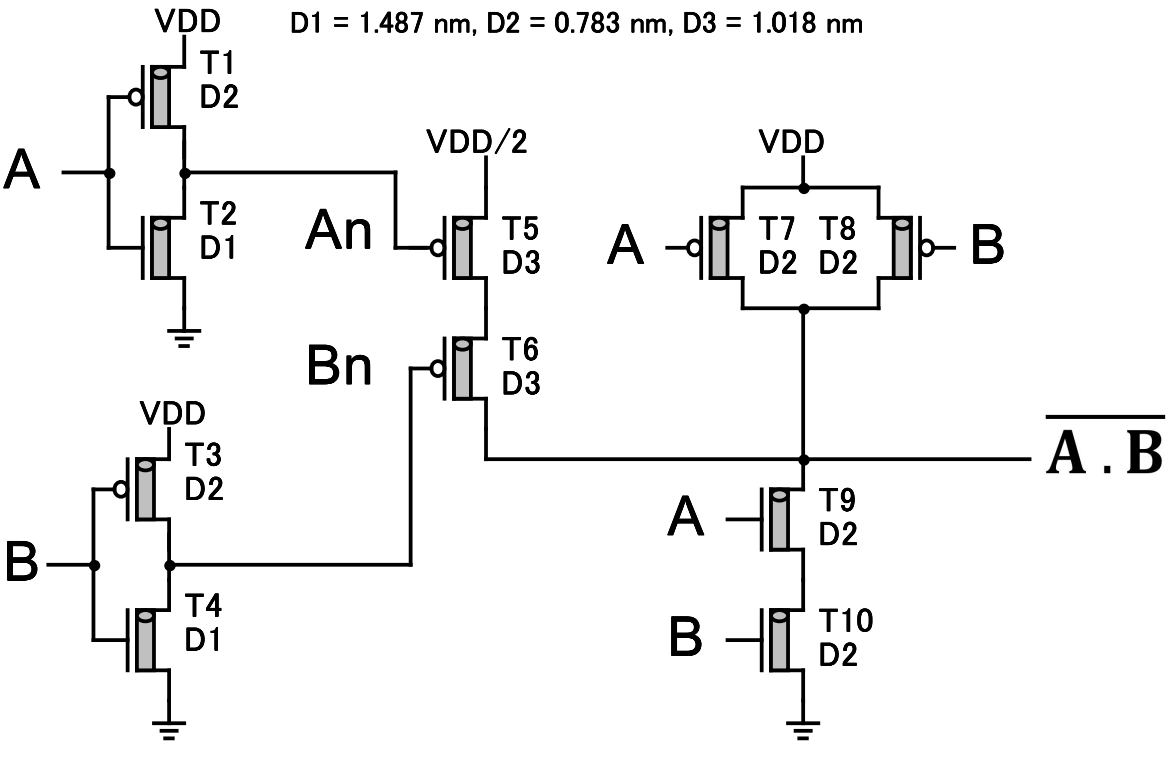 VDD
D1 = 1.487 nm, D2 = 0.783 nm, D3 = 1.018 nm
T1
D2
A
T2
D1
VDD/2
An
T5
D3
Bn
T6
D3
VDD
A
T7
D2
T8
D2
B
VDD
T3
D2
B
T4
D1
A
T9
D2
B
T10
D2
A . B